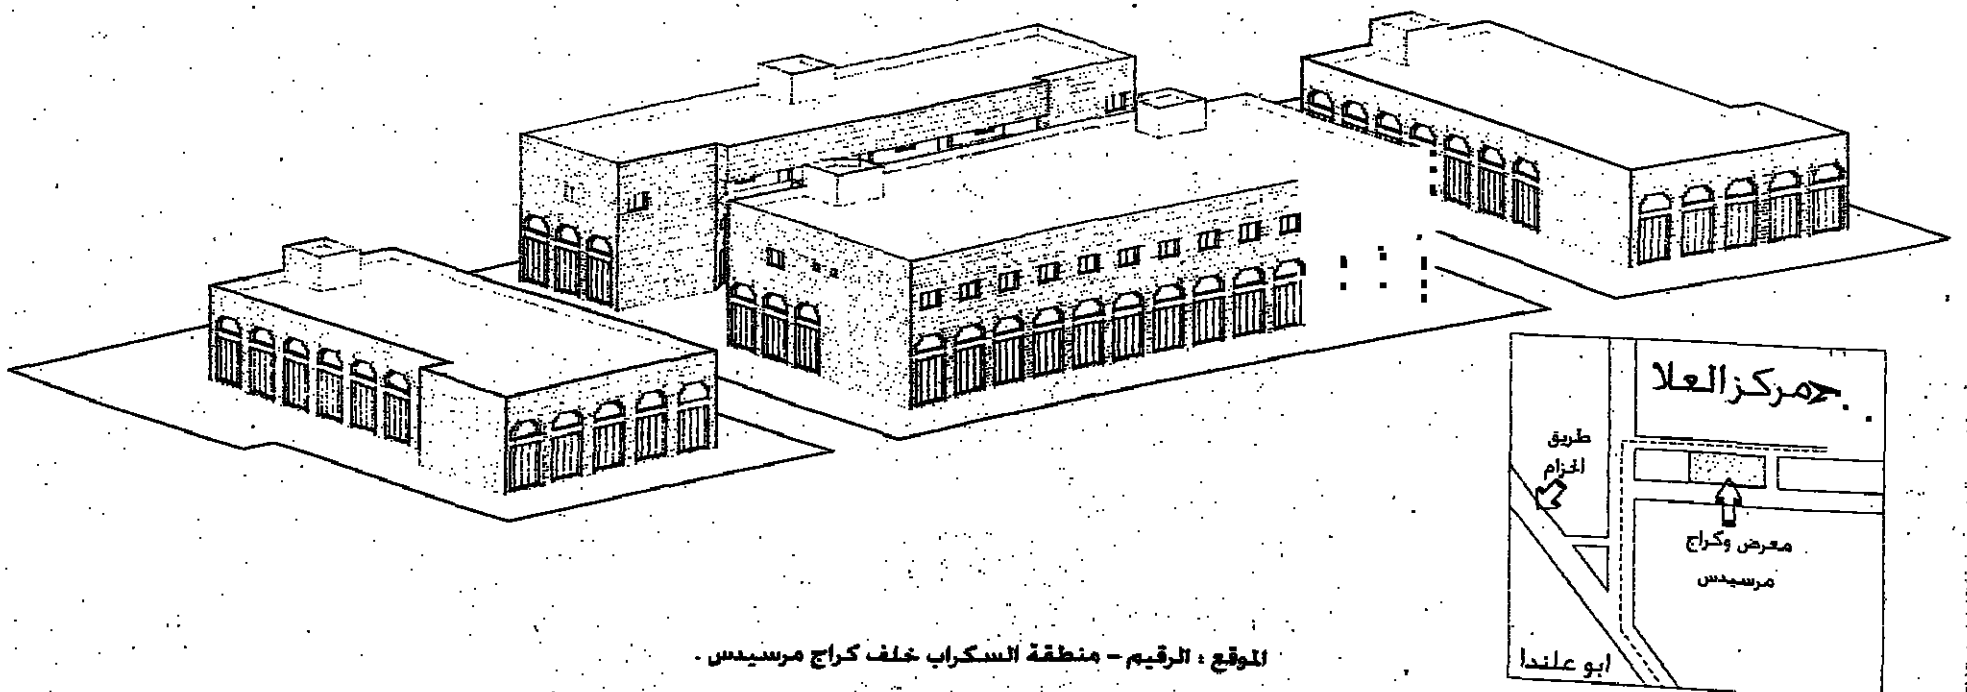 مركز العلا
طريق
الحزام
معرض وكراج
مرسيدس
ابو علندا
الموقع : الرقيم - منطقة السكراب خلف كراج مرسيدس .